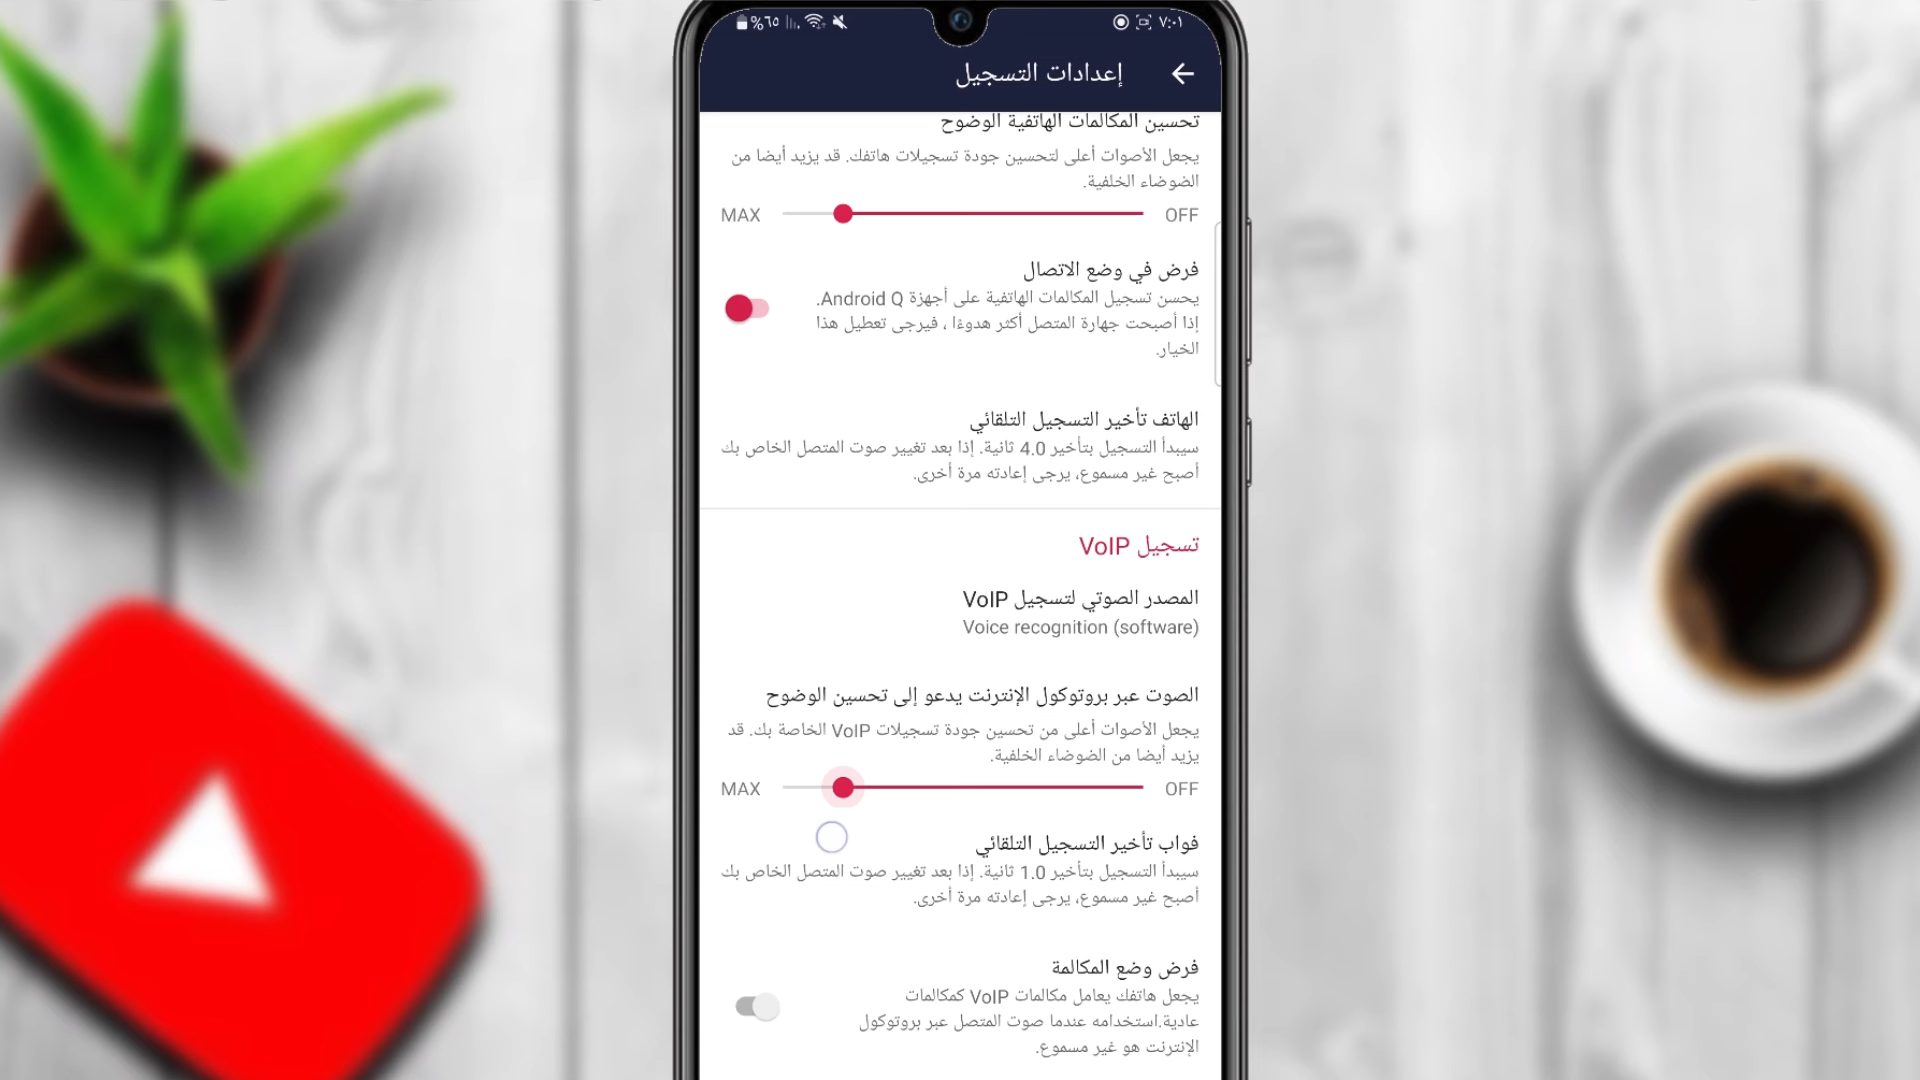 %٦٥
٧:٠١
إعدادات التسجيل
تحسين المكالمات الهاتفية الوضوح
يجعل الأصوات أعلى لتحسين جودة تسجيلات هاتفك. قد يزيد أيضا من
الضوضاء الخلفية.
MAX
OFF
فرض في وضع الاتصال
يحسن تسجيل المكالمات الهاتفية على أجهزة Android Q.
إذا أصبحت جهارة المتصل أكثر هدوءًا ، فيرجى تعطيل هذا
الخيار.
الهاتف تأخير التسجيل التلقائي
سيبدأ التسجيل بتأخير 4.0 ثانية. إذا بعد تغيير صوت المتصل الخاص بك
أصبح غير مسموع، يرجى إعادته مرة أخرى.
تسجيل VoIP
المصدر الصوتي لتسجيل VoIP
Voice recognition (software)
الصوت عبر بروتوكول الإنترنت يدعو إلى تحسين الوضوح
يجعل الأصوات أعلى من تحسين جودة تسجيلات VoIP الخاصة بك. قد
يزيد أيضا من الضوضاء الخلفية.
MAX
OFF
فواب تأخير التسجيل التلقائي
سيبدأ التسجيل بتأخير 1.0 ثانية. إذا بعد تغيير صوت المتصل الخاص بك
أصبح غير مسموع، يرجى إعادته مرة أخرى.
فرض وضع المكالمة
يجعل هاتفك يعامل مكالمات VoIP كمكالمات
عادية.استخدامه عندما صوت المتصل عبر بروتوكول
الإنترنت هو غير مسموع.